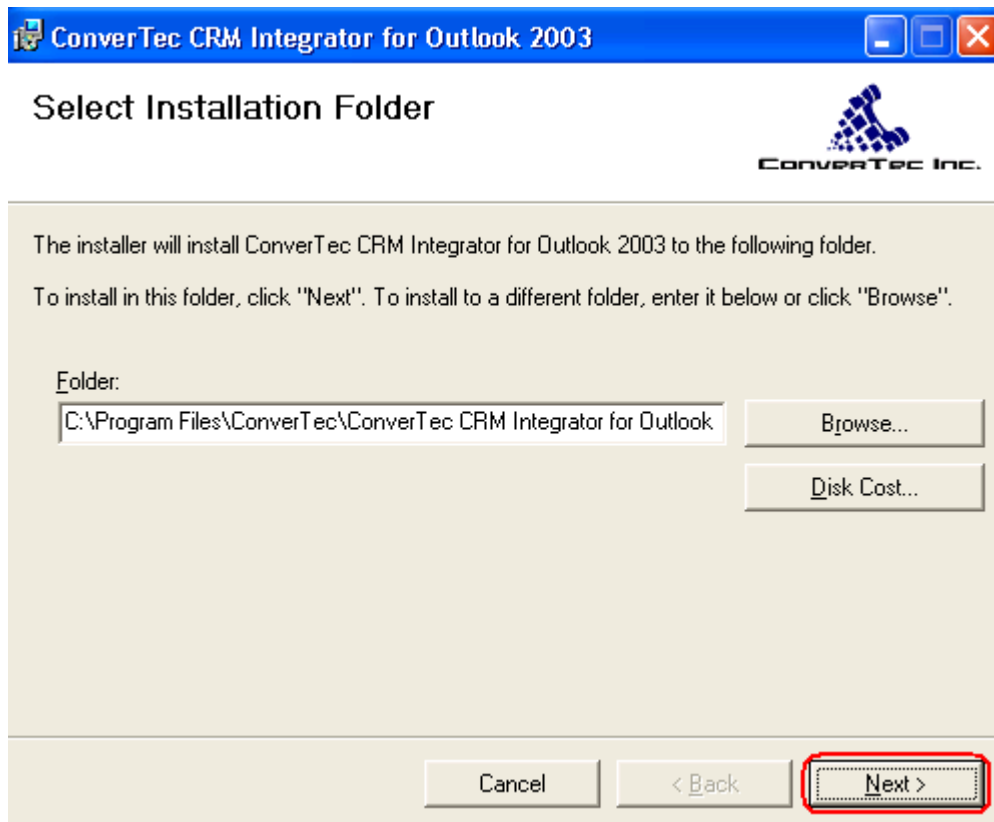 ConverTec CRM Integrator for Outlook 2003
Select Installation Folder
ConverTec Inc.
The installer will install ConverTec CRM Integrator for Outlook 2003 to the following folder.
To install in this folder, click "Next". To install to a different folder, enter it below or click "Browse".
Folder:
C:\Program Files\ConverTec\ConverTec CRM Integrator for Outlook
Browse...
Disk Cost...
Cancel
< Back
Next >